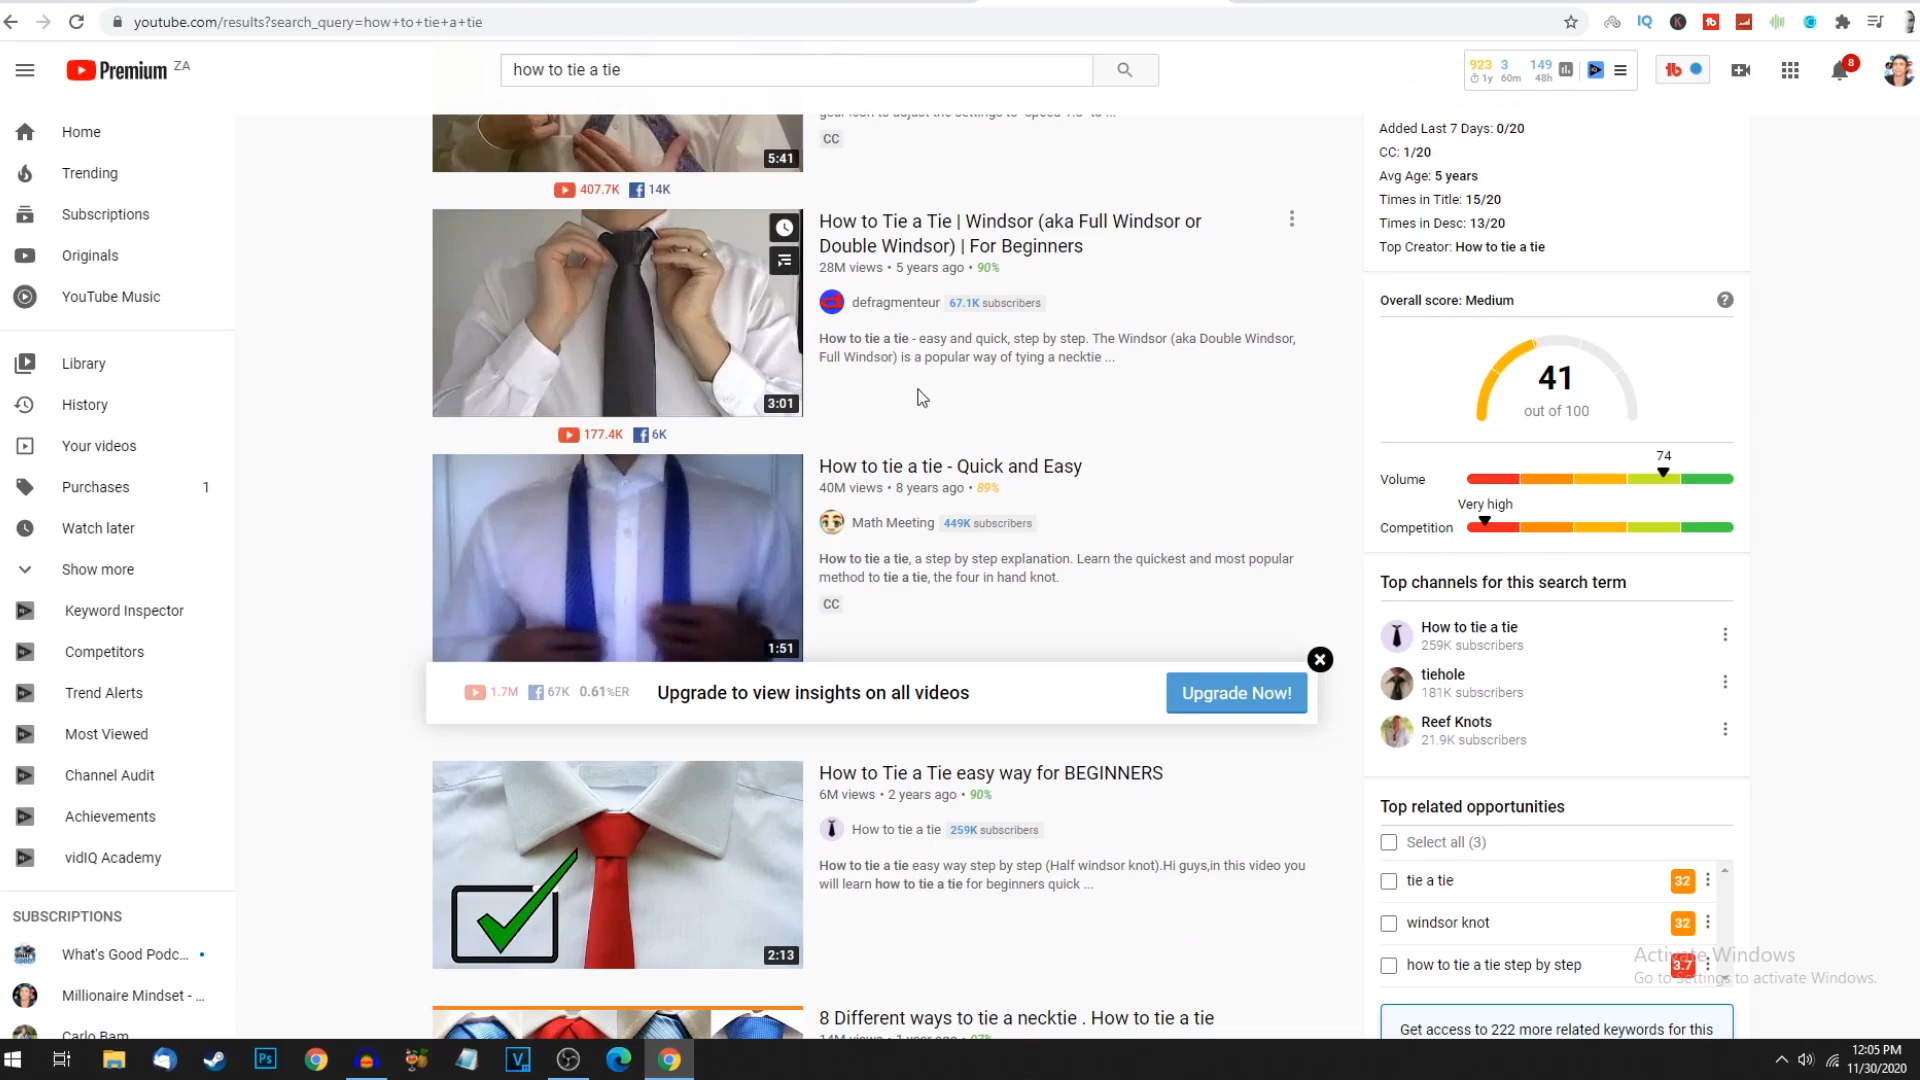 youtube.com/results?search_query=how+to+tie+a+tie
IQ
Premium ZA
how to tie a tie
923 3 149
1y 60m 48h
8
Home
Trending
Subscriptions
Originals
YouTube Music
Library
History
Your videos
Purchases 1
Watch later
Show more
Keyword Inspector
Competitors
Trend Alerts
Most Viewed
Channel Audit
Achievements
vidIQ Academy
SUBSCRIPTIONS
What's Good Podc...
Millionaire Mindset - ...
Carlo Bam
5:41
CC
407.7K 14K
How to Tie a Tie | Windsor (aka Full Windsor or
Double Windsor) | For Beginners
28M views • 5 years ago • 90%
defragmenteur 67.1K subscribers
How to tie a tie - easy and quick, step by step. The Windsor (aka Double Windsor,
Full Windsor) is a popular way of tying a necktie ...
3:01
177.4K 6K
How to tie a tie - Quick and Easy
40M views • 8 years ago • 89%
Math Meeting 449K subscribers
How to tie a tie, a step by step explanation. Learn the quickest and most popular
method to tie a tie, the four in hand knot.
CC
1:51
1.7M 67K 0.61%ER Upgrade to view insights on all videos Upgrade Now!
How to Tie a Tie easy way for BEGINNERS
6M views • 2 years ago • 90%
How to tie a tie 259K subscribers
How to tie a tie easy way step by step (Half windsor knot).Hi guys,in this video you
will learn how to tie a tie for beginners quick ...
2:13
8 Different ways to tie a necktie . How to tie a tie
Added Last 7 Days: 0/20
CC: 1/20
Avg Age: 5 years
Times in Title: 15/20
Times in Desc: 13/20
Top Creator: How to tie a tie
Overall score: Medium ?
41
out of 100
74
Volume
Very high
Competition
Top channels for this search term
How to tie a tie
259K subscribers
tiehole
181K subscribers
Reef Knots
21.9K subscribers
Top related opportunities
Select all (3)
tie a tie 32
windsor knot 32
how to tie a tie step by step 3.7
Activate Windows
Go to Settings to activate Windows.
Get access to 222 more related keywords for this
Ps
V
12:05 PM
11/30/2020